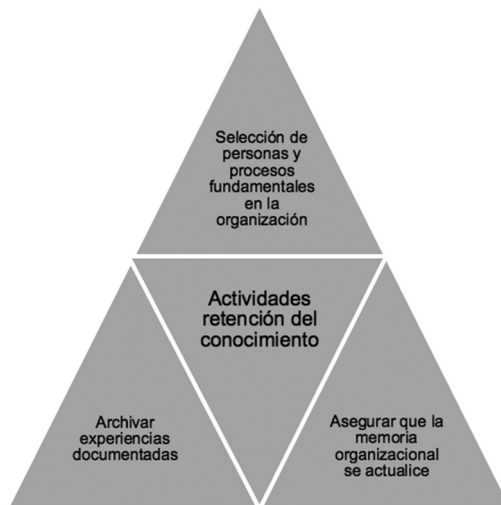 Selección de
personas y
procesos
fundamentales
en la
organización
Actividades
retención del
conocimiento
Archivar
experiencias
documentadas
Asegurar que la
memoria
organizacional
se actualice